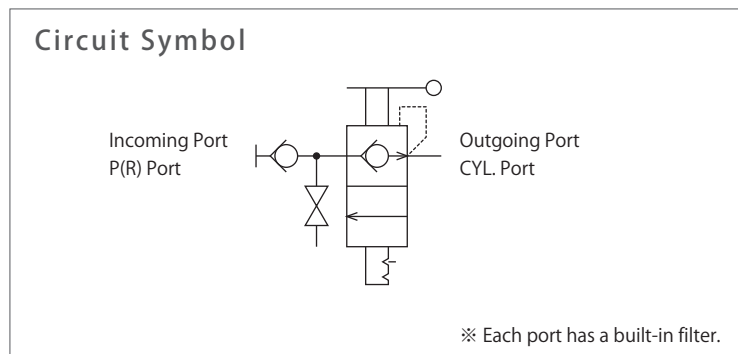 Circuit Symbol
Incoming Port
P(R) Port
Outgoing Port
CYL. Port
※ Each port has a built-in filter.